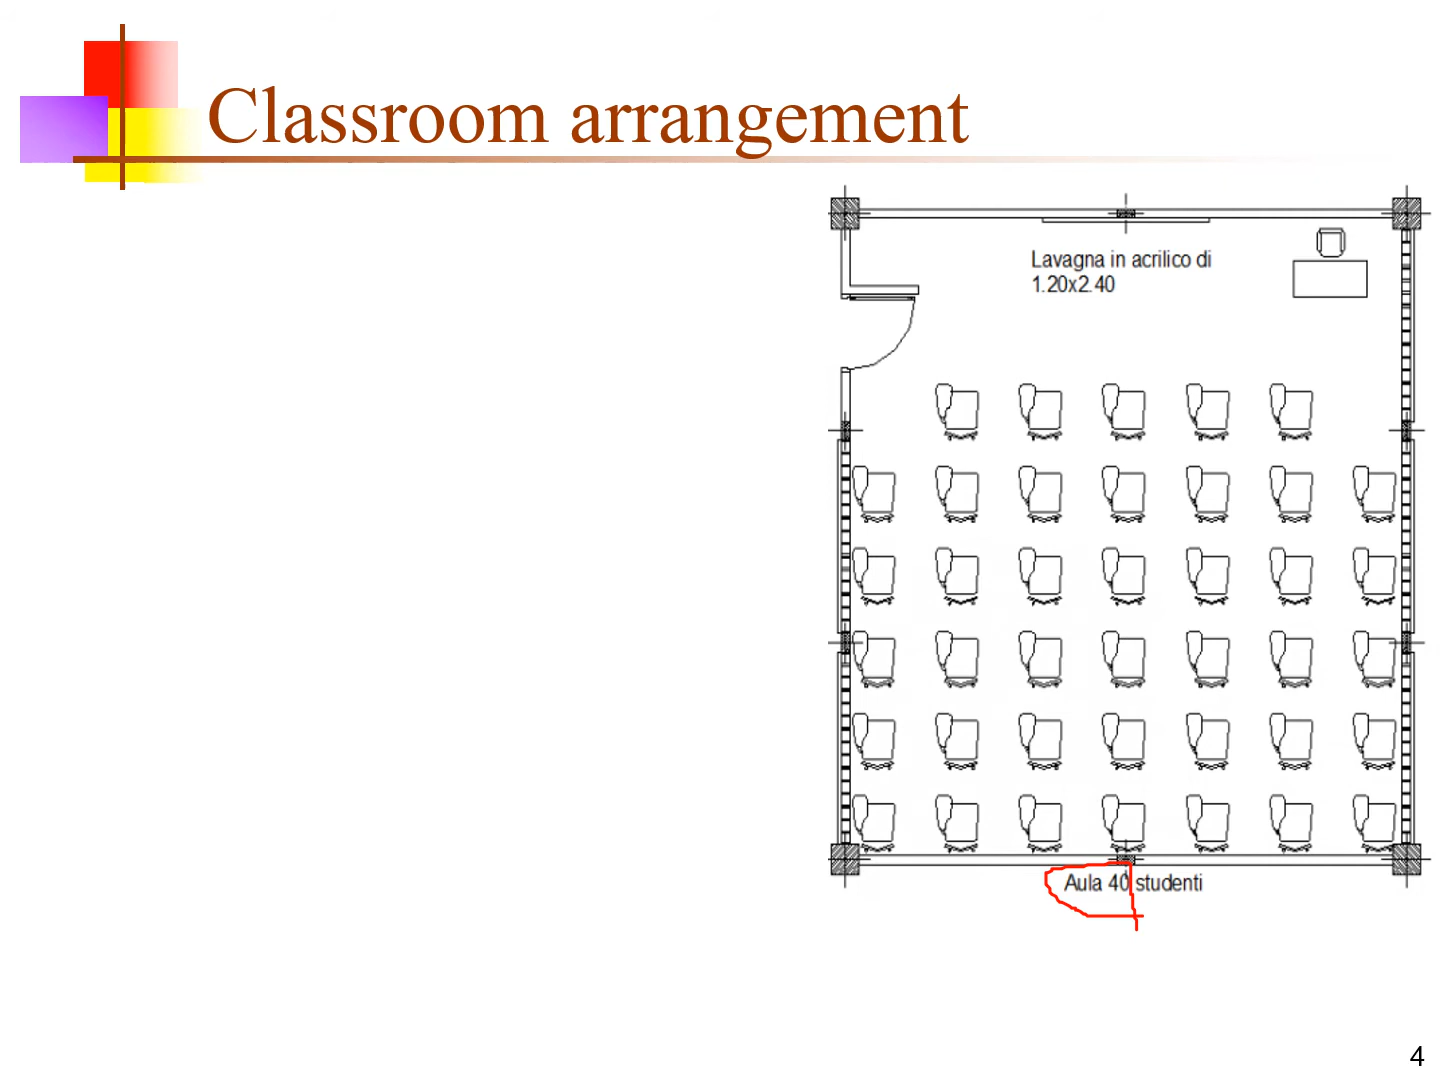 Classroom arrangement
Lavagna in acrilico di
1.20x2.40
Aula 40 studenti
4